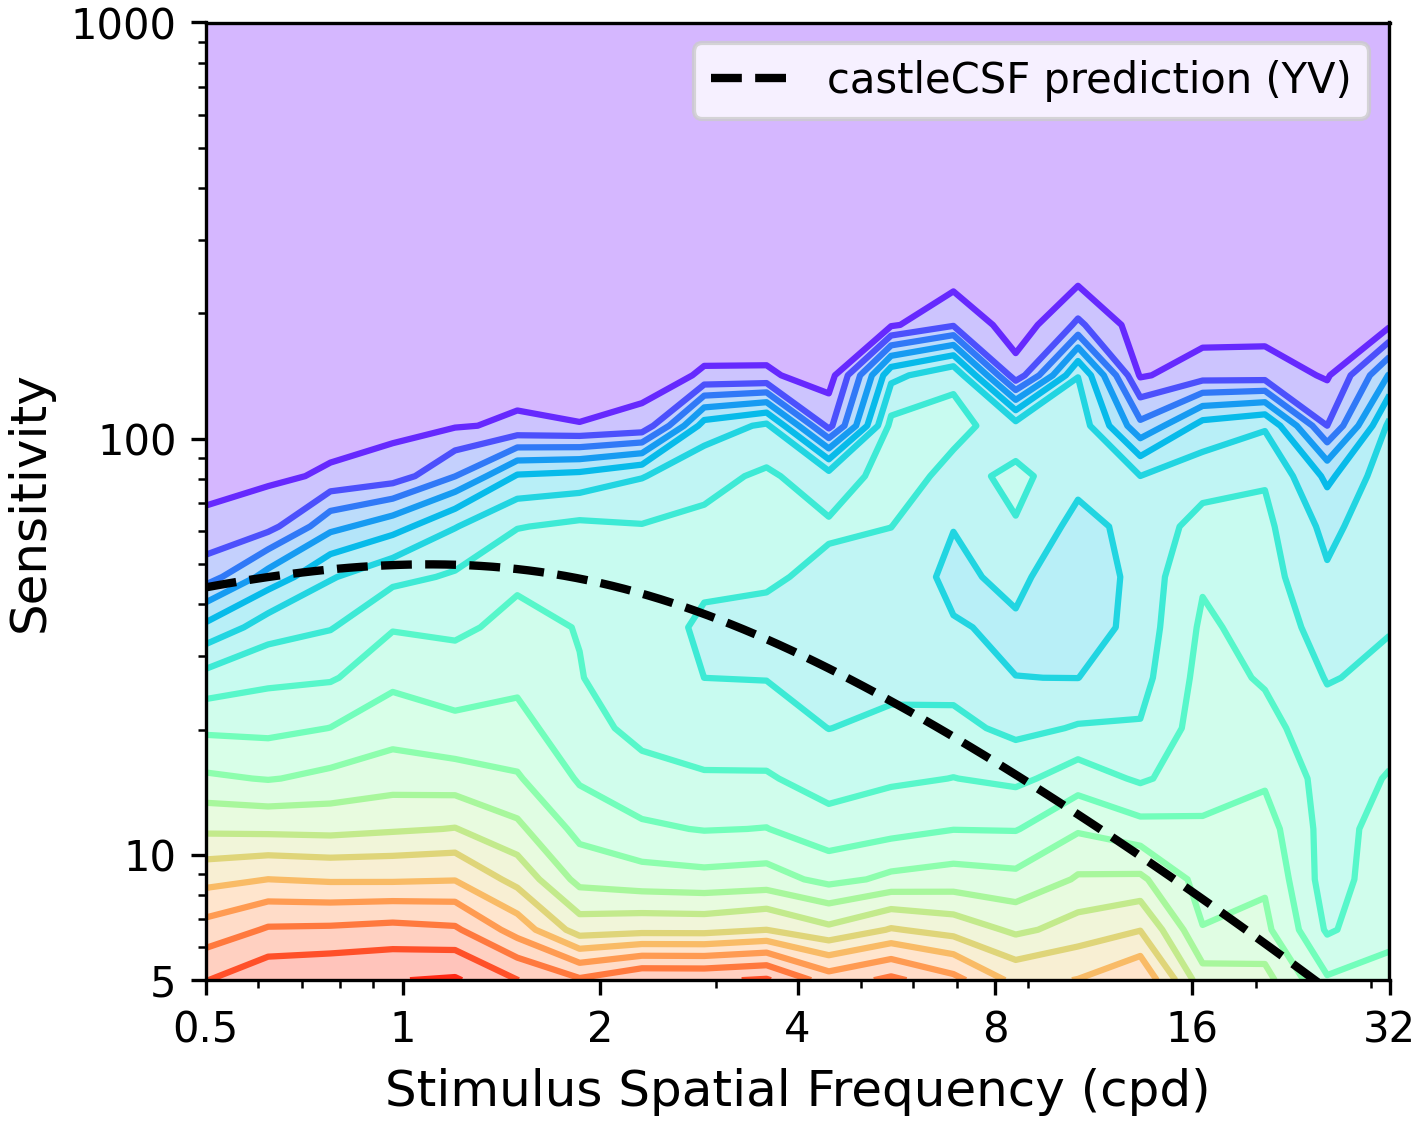 1000
castleCSF prediction (YV)
Sensitivity
100
10
5
0.5 1 2 4 8 16 32
Stimulus Spatial Frequency (cpd)